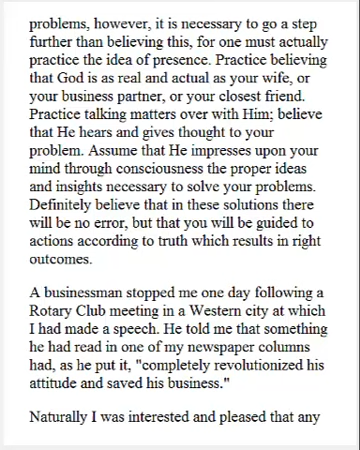 problems, however, it is necessary to go a step
further than believing this, for one must actually
practice the idea of presence. Practice believing
that God is as real and actual as your wife, or
your business partner, or your closest friend.
Practice talking matters over with Him; believe
that He hears and gives thought to your
problem. Assume that He impresses upon your
mind through consciousness the proper ideas
and insights necessary to solve your problems.
Definitely believe that in these solutions there
will be no error, but that you will be guided to
actions according to truth which results in right
outcomes.
A businessman stopped me one day following a
Rotary Club meeting in a Western city at which
I had made a speech. He told me that something
he had read in one of my newspaper columns
had, as he put it, "completely revolutionized his
attitude and saved his business."
Naturally I was interested and pleased that any